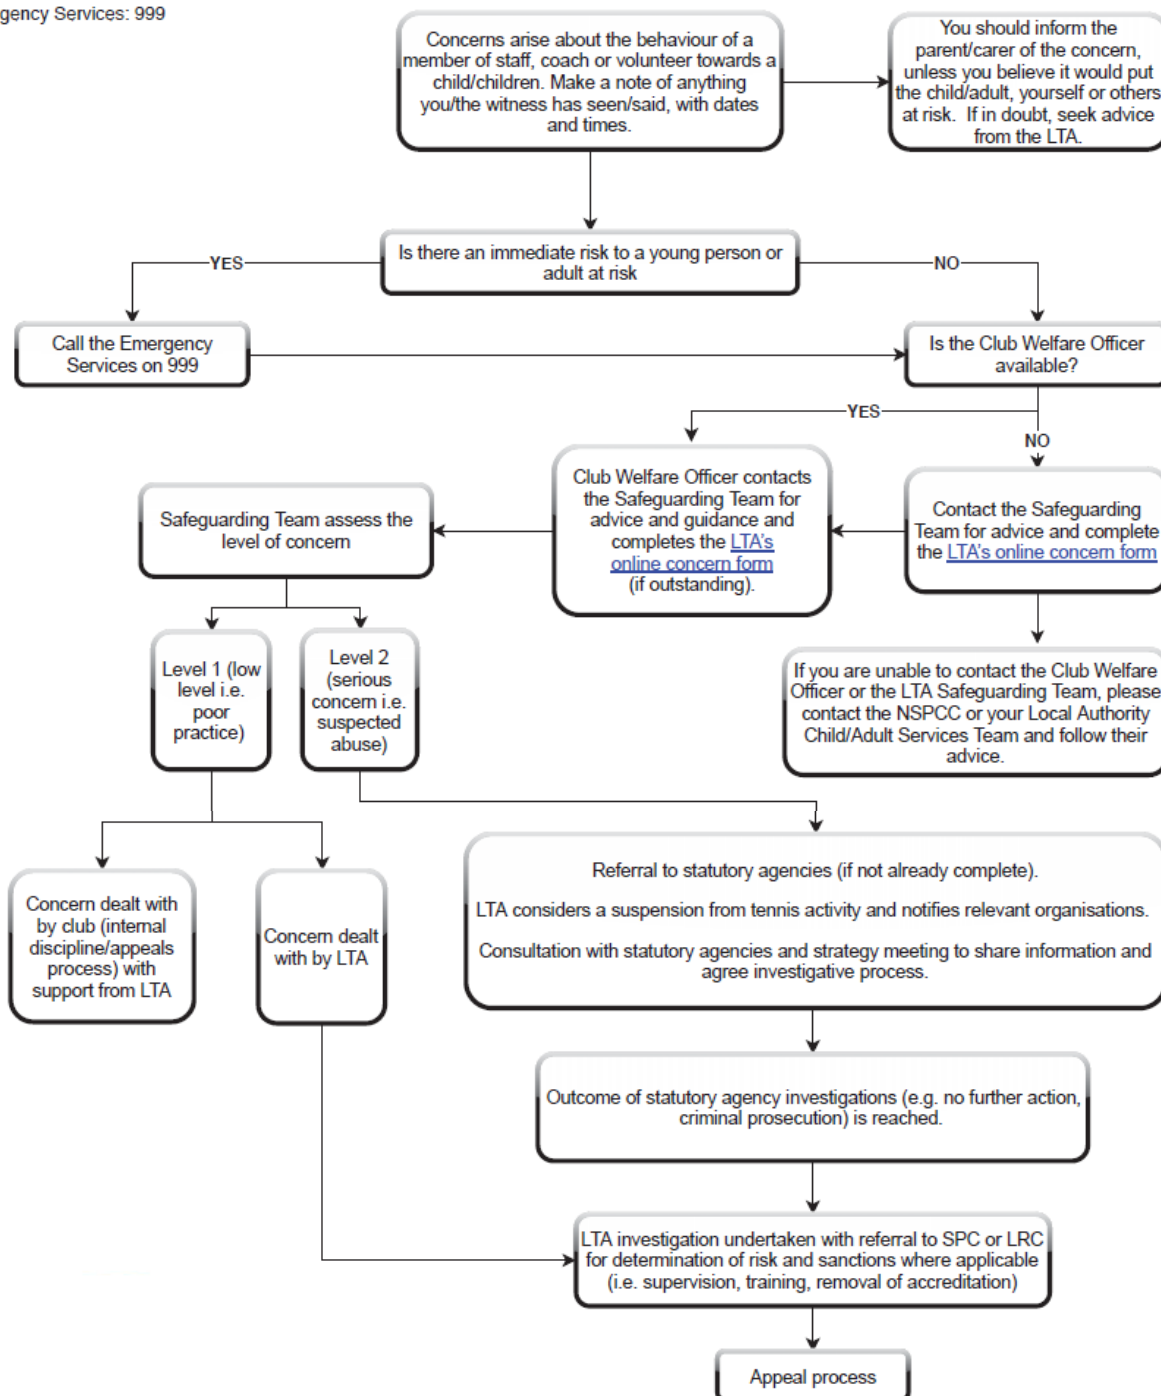 gency Services: 999
Concerns arise about the behaviour of a
member of staff, coach or volunteer towards a
child/children. Make a note of anything
you/the witness has seen/said, with dates
and times.
You should inform the
parent/carer of the concern,
unless you believe it would put
the child/adult, yourself or others
at risk. If in doubt, seek advice
from the LTA.
Is there an immediate risk to a young person or
adult at risk
YES
NO
Call the Emergency
Services on 999
Is the Club Welfare Officer
available?
YES
NO
Club Welfare Officer contacts
the Safeguarding Team for
advice and guidance and
completes the LTA's
online concern form
(if outstanding).
Contact the Safeguarding
Team for advice and complete
the LTA's online concern form
Safeguarding Team assess the
level of concern
Level 1 (low
level i.e.
poor
practice)
Level 2
(serious
concern i.e.
suspected
abuse)
If you are unable to contact the Club Welfare
Officer or the LTA Safeguarding Team, please
contact the NSPCC or your Local Authority
Child/Adult Services Team and follow their
advice.
Concern dealt with
by club (internal
discipline/appeals
process) with
support from LTA
Concern dealt
with by LTA
Referral to statutory agencies (if not already complete).
LTA considers a suspension from tennis activity and notifies relevant organisations.
Consultation with statutory agencies and strategy meeting to share information and
agree investigative process.
Outcome of statutory agency investigations (e.g. no further action,
criminal prosecution) is reached.
LTA investigation undertaken with referral to SPC or LRC
for determination of risk and sanctions where applicable
(i.e. supervision, training, removal of accreditation)
Appeal process